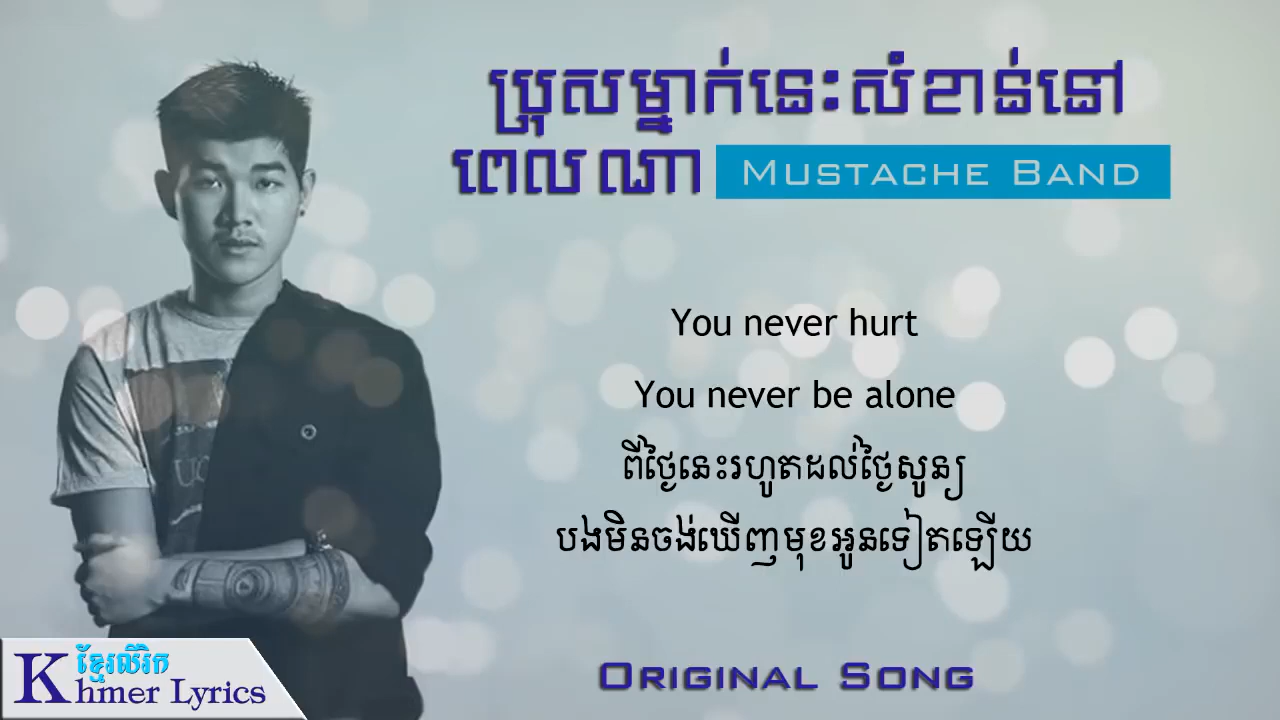 ប្រុសម្នាក់នេះសំខាន់នៅ
ពេលណា MUSTACHE BAND
You never hurt
You never be alone
ពីថ្ងៃនេះរហូតដល់ថ្ងៃសូន្យ
បងមិនចង់ឃើញមុខអូនទៀតឡើយ
ORIGINAL SONG
ខ្មែរលីរិក
Khmer Lyrics